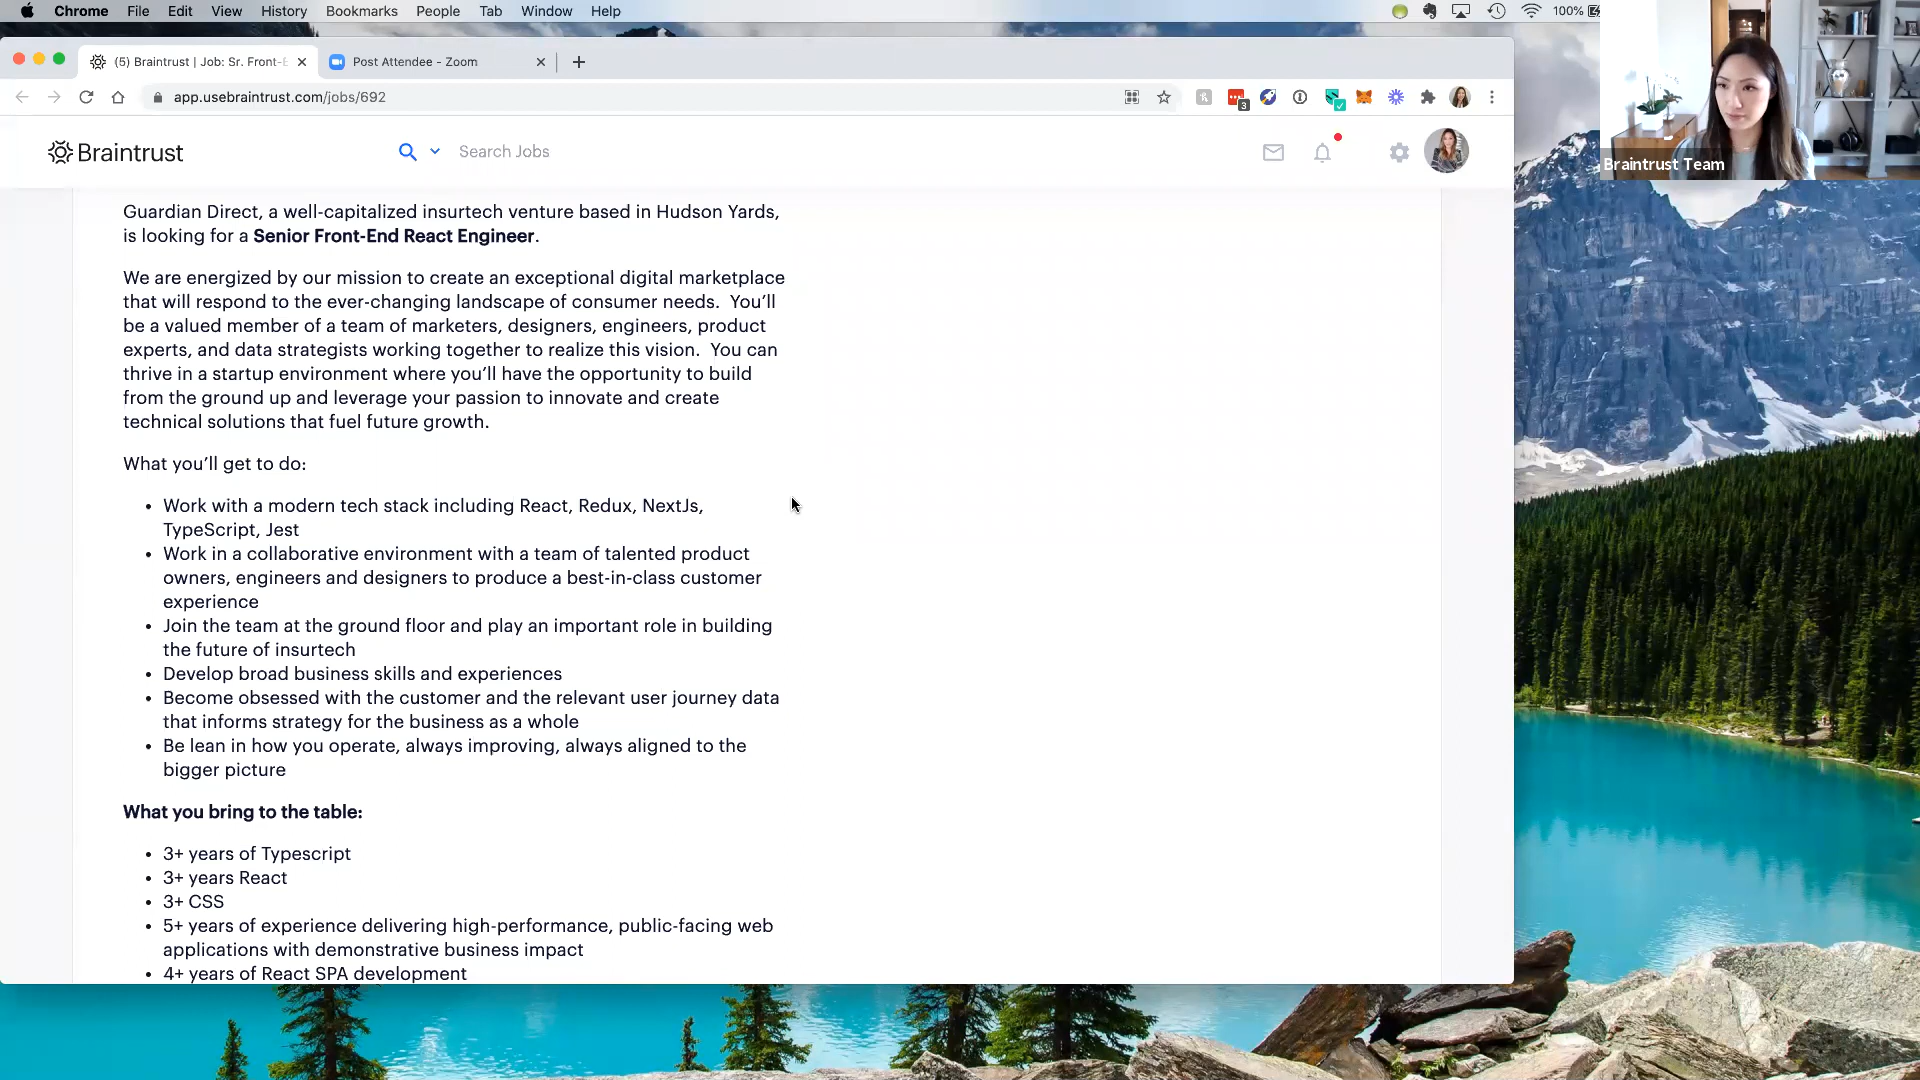 Chrome File Edit View History Bookmarks People Tab Window Help 100%
(5) Braintrust | Job: Sr. Front-E
Post Attendee - Zoom
app.usebraintrust.com/jobs/692
3
Braintrust
Search Jobs
Braintrust Team
Guardian Direct, a well-capitalized insurtech venture based in Hudson Yards,
is looking for a Senior Front-End React Engineer.
We are energized by our mission to create an exceptional digital marketplace
that will respond to the ever-changing landscape of consumer needs.  You’ll
be a valued member of a team of marketers, designers, engineers, product
experts, and data strategists working together to realize this vision.  You can
thrive in a startup environment where you’ll have the opportunity to build
from the ground up and leverage your passion to innovate and create
technical solutions that fuel future growth.
What you’ll get to do:
• Work with a modern tech stack including React, Redux, NextJs,
TypeScript, Jest
• Work in a collaborative environment with a team of talented product
owners, engineers and designers to produce a best-in-class customer
experience
• Join the team at the ground floor and play an important role in building
the future of insurtech
• Develop broad business skills and experiences
• Become obsessed with the customer and the relevant user journey data
that informs strategy for the business as a whole
• Be lean in how you operate, always improving, always aligned to the
bigger picture
What you bring to the table:
• 3+ years of Typescript
• 3+ years React
• 3+ CSS
• 5+ years of experience delivering high-performance, public-facing web
applications with demonstrative business impact
• 4+ years of React SPA development